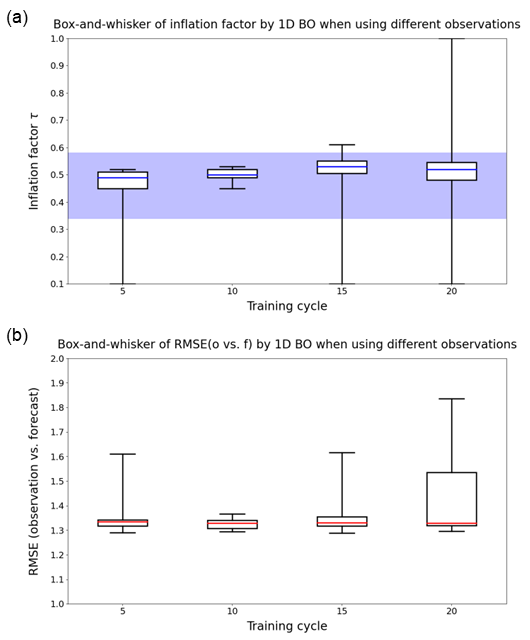 (a)
Box-and-whisker of inflation factor by 1D BO when using different observations
1.0
0.9
0.8
0.7
0.6
0.5
0.4
0.3
0.2
0.1
Inflation factor τ
5 10 15 20
Training cycle
(b)
Box-and-whisker of RMSE(o vs. f) by 1D BO when using different observations
2.0
1.9
1.8
1.7
1.6
1.5
1.4
1.3
1.2
1.1
1.0
RMSE (observation vs. forecast)
5 10 15 20
Training cycle